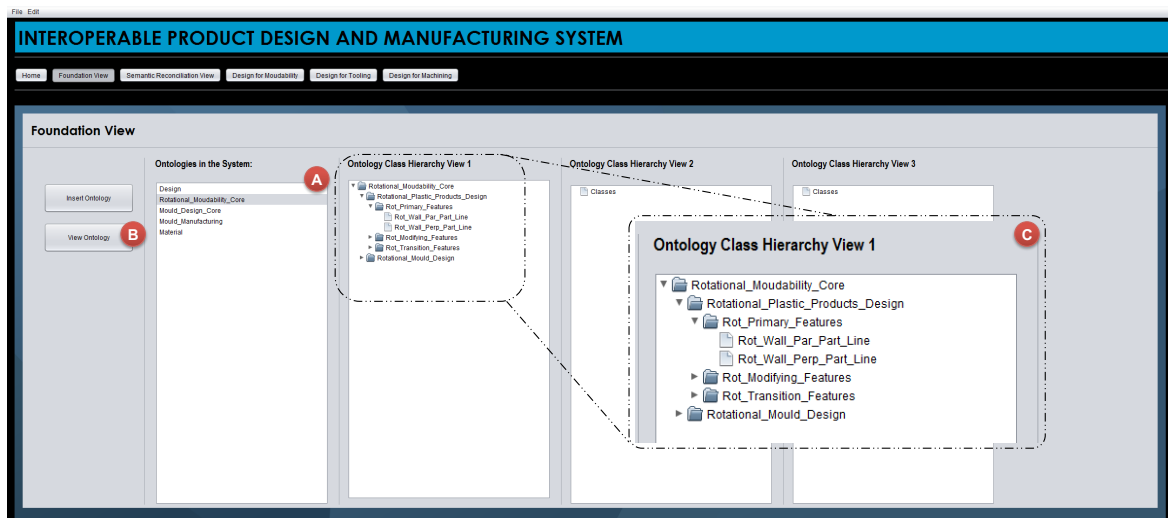 File Edit
INTEROPERABLE PRODUCT DESIGN AND MANUFACTURING SYSTEM
Home Foundation View Semantic Reconciliation View Design for Moudability Design for Tooling Design for Machining
Foundation View
Ontologies in the System:
Ontology Class Hierarchy View 1
Ontology Class Hierarchy View 2
Ontology Class Hierarchy View 3
Insert Ontology
View Ontology
A
B
Design
Rotational_Moudability_Core
Mould_Design_Core
Mould_Manufacturing
Material
Rotational_Moudability_Core
Rotational_Plastic_Products_Design
Rot_Primary_Features
Rot_Wall_Par_Part_Line
Rot_Wall_Perp_Part_Line
Rot_Modifying_Features
Rot_Transition_Features
Rotational_Mould_Design
Classes
Classes
C
Ontology Class Hierarchy View 1
Rotational_Moudability_Core
Rotational_Plastic_Products_Design
Rot_Primary_Features
Rot_Wall_Par_Part_Line
Rot_Wall_Perp_Part_Line
Rot_Modifying_Features
Rot_Transition_Features
Rotational_Mould_Design